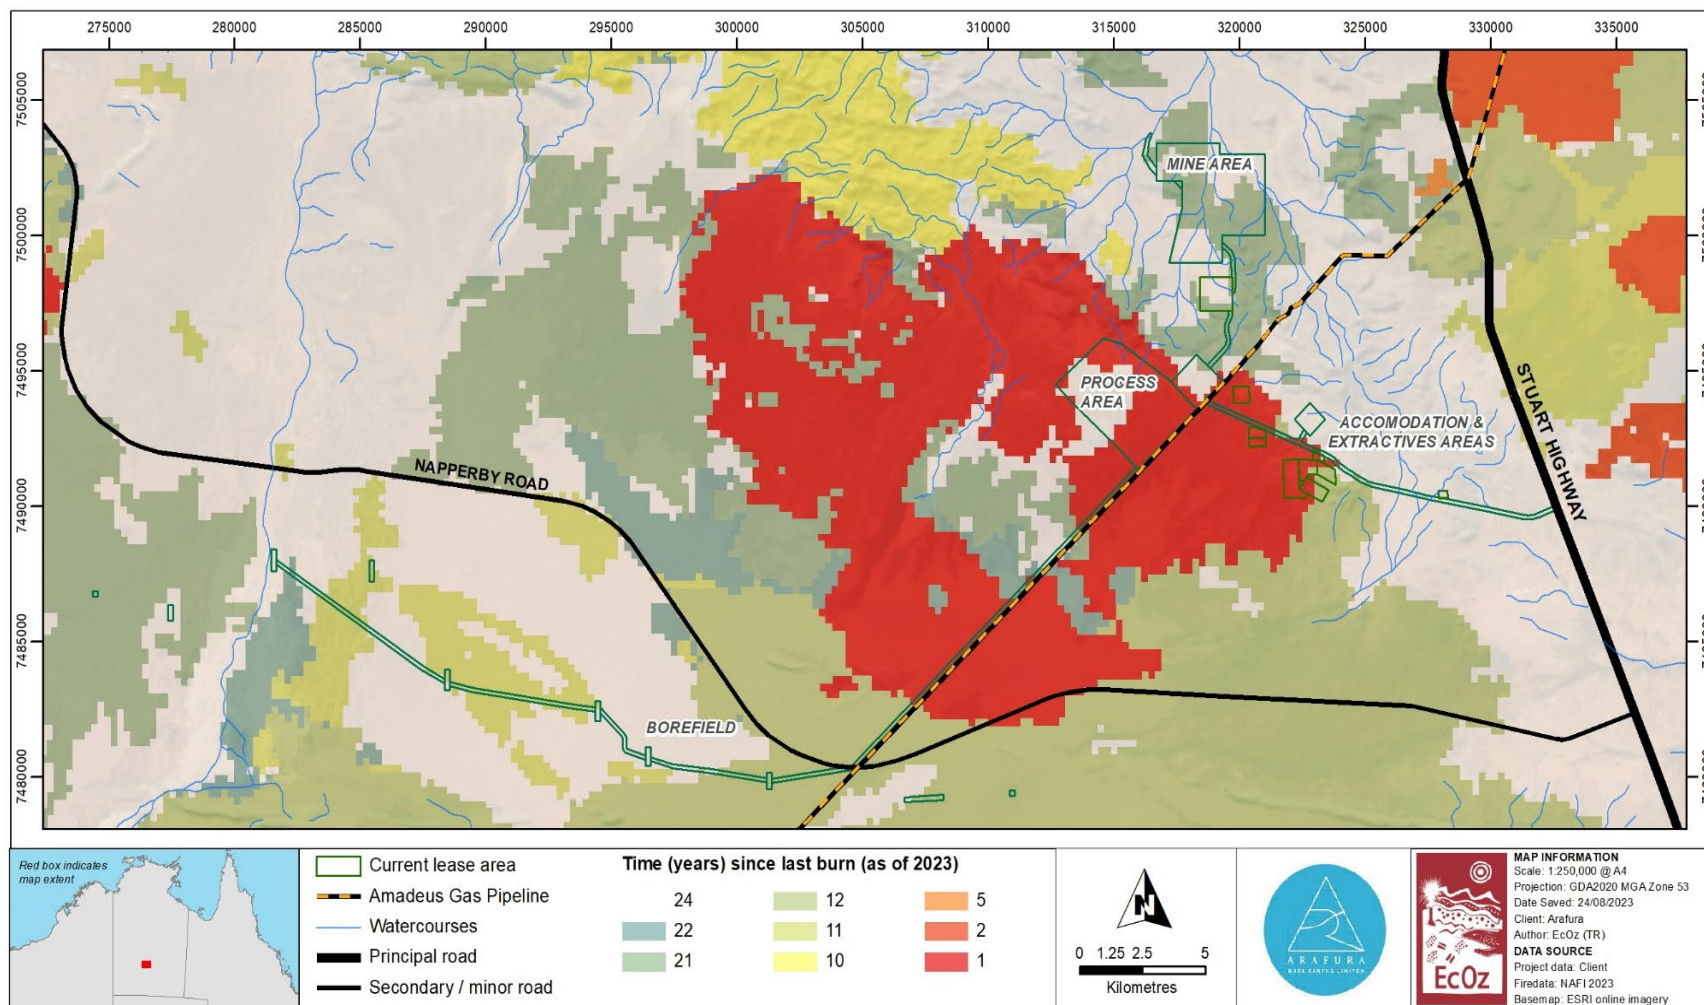 275000 280000 285000 290000 295000 300000 305000 310000 315000 320000 325000 330000 335000
7505000
7500000
7495000
7490000
7485000
7480000
MINE AREA
PROCESS
AREA
ACCOMODATION &
EXTRACTIVES AREAS
STUART HIGHWAY
NAPPERBY ROAD
BOREFIELD
Red box indicates
map extent
Current lease area
Amadeus Gas Pipeline
Watercourses
Principal road
Secondary / minor road
Time (years) since last burn (as of 2023)
24 12 5
22 11 2
21 10 1
N
0 1.25 2.5 5
Kilometres
ARAFURA
RARE EARTHS LIMITED
EcOz
MAP INFORMATION
Scale: 1:250,000 @ A4
Projection: GDA2020 MGA Zone 53
Date Saved: 24/08/2023
Client: Arafura
Author: EcOz (TR)
DATA SOURCE
Project data: Client
Firedata: NAFI 2023
Basemap: ESRI online imagery